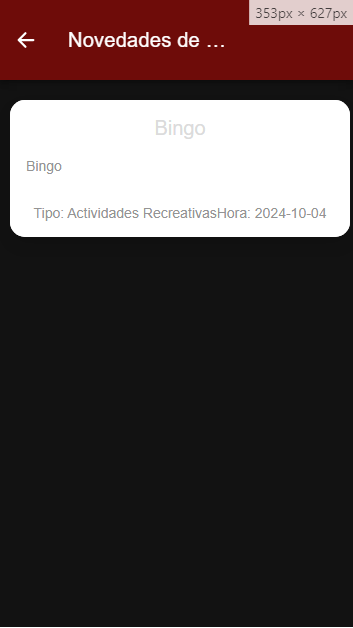 353px × 627px
Novedades de …
Bingo
Bingo
Tipo: Actividades RecreativasHora: 2024-10-04